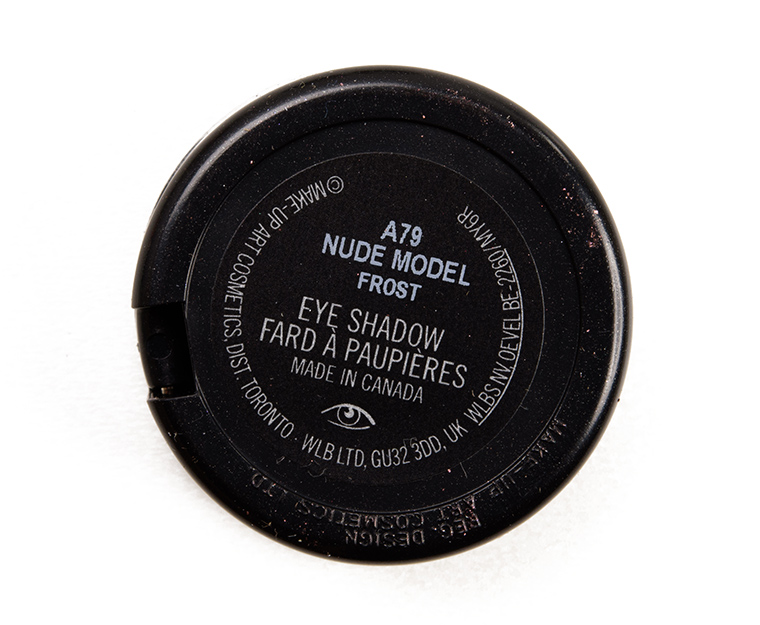 A79
NUDE MODEL
FROST
EYE SHADOW
FARD À PAUPIÈRES
MADE IN CANADA
© MAKE-UP ART COSMETICS, DIST. TORONTO · WLB LTD, GU32 3DD, UK WLBS NV.OEVEL BE-2260/MY6R
MAKE-UP ART COSMETICS LTD.
REG. DESIGN